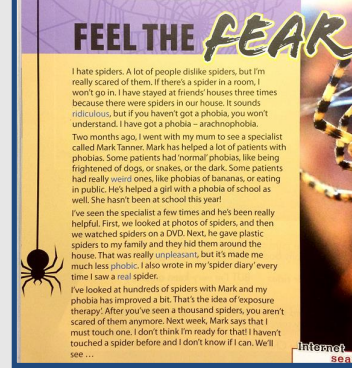 FEEL THE FEAR
I hate spiders. A lot of people dislike spiders, but I'm
really scared of them. If there's a spider in a room, I
won't go in. I have stayed at friends' houses three times
because there were spiders in our house. It sounds
ridiculous, but if you haven't got a phobia, you won't
understand. I have got a phobia – arachnophobia.
Two months ago, I went with my mum to see a specialist
called Mark Tanner. Mark has helped a lot of patients with
phobias. Some patients had 'normal' phobias, like being
frightened of dogs, or snakes, or the dark. Some patients
had really weird ones, like phobias of bananas, or eating
in public. He's helped a girl with a phobia of school as
well. She hasn't been at school this year!
I've seen the specialist a few times and he's been really
helpful. First, we looked at photos of spiders, and then
we watched spiders on a DVD. Next, he gave plastic
spiders to my family and they hid them around the
house. That was really unpleasant, but it's made me
much less phobic. I also wrote in my 'spider diary' every
time I saw a real spider.
I've looked at hundreds of spiders with Mark and my
phobia has improved a bit. That's the idea of 'exposure
therapy'. After you've seen a thousand spiders, you aren't
scared of them anymore. Next week, Mark says that I
must touch one. I don't think I'm ready for that! I haven't
touched a spider before and I don't know if I can. We'll
see …
Internet
sea